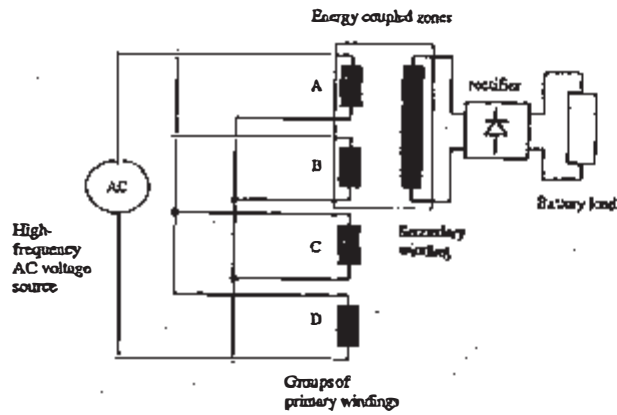 Energy coupled zones
A
rectifier
B
AC
Battery load
High-
frequency
AC voltage
source
C
Secondary
winding
D
Groups of
primary windings